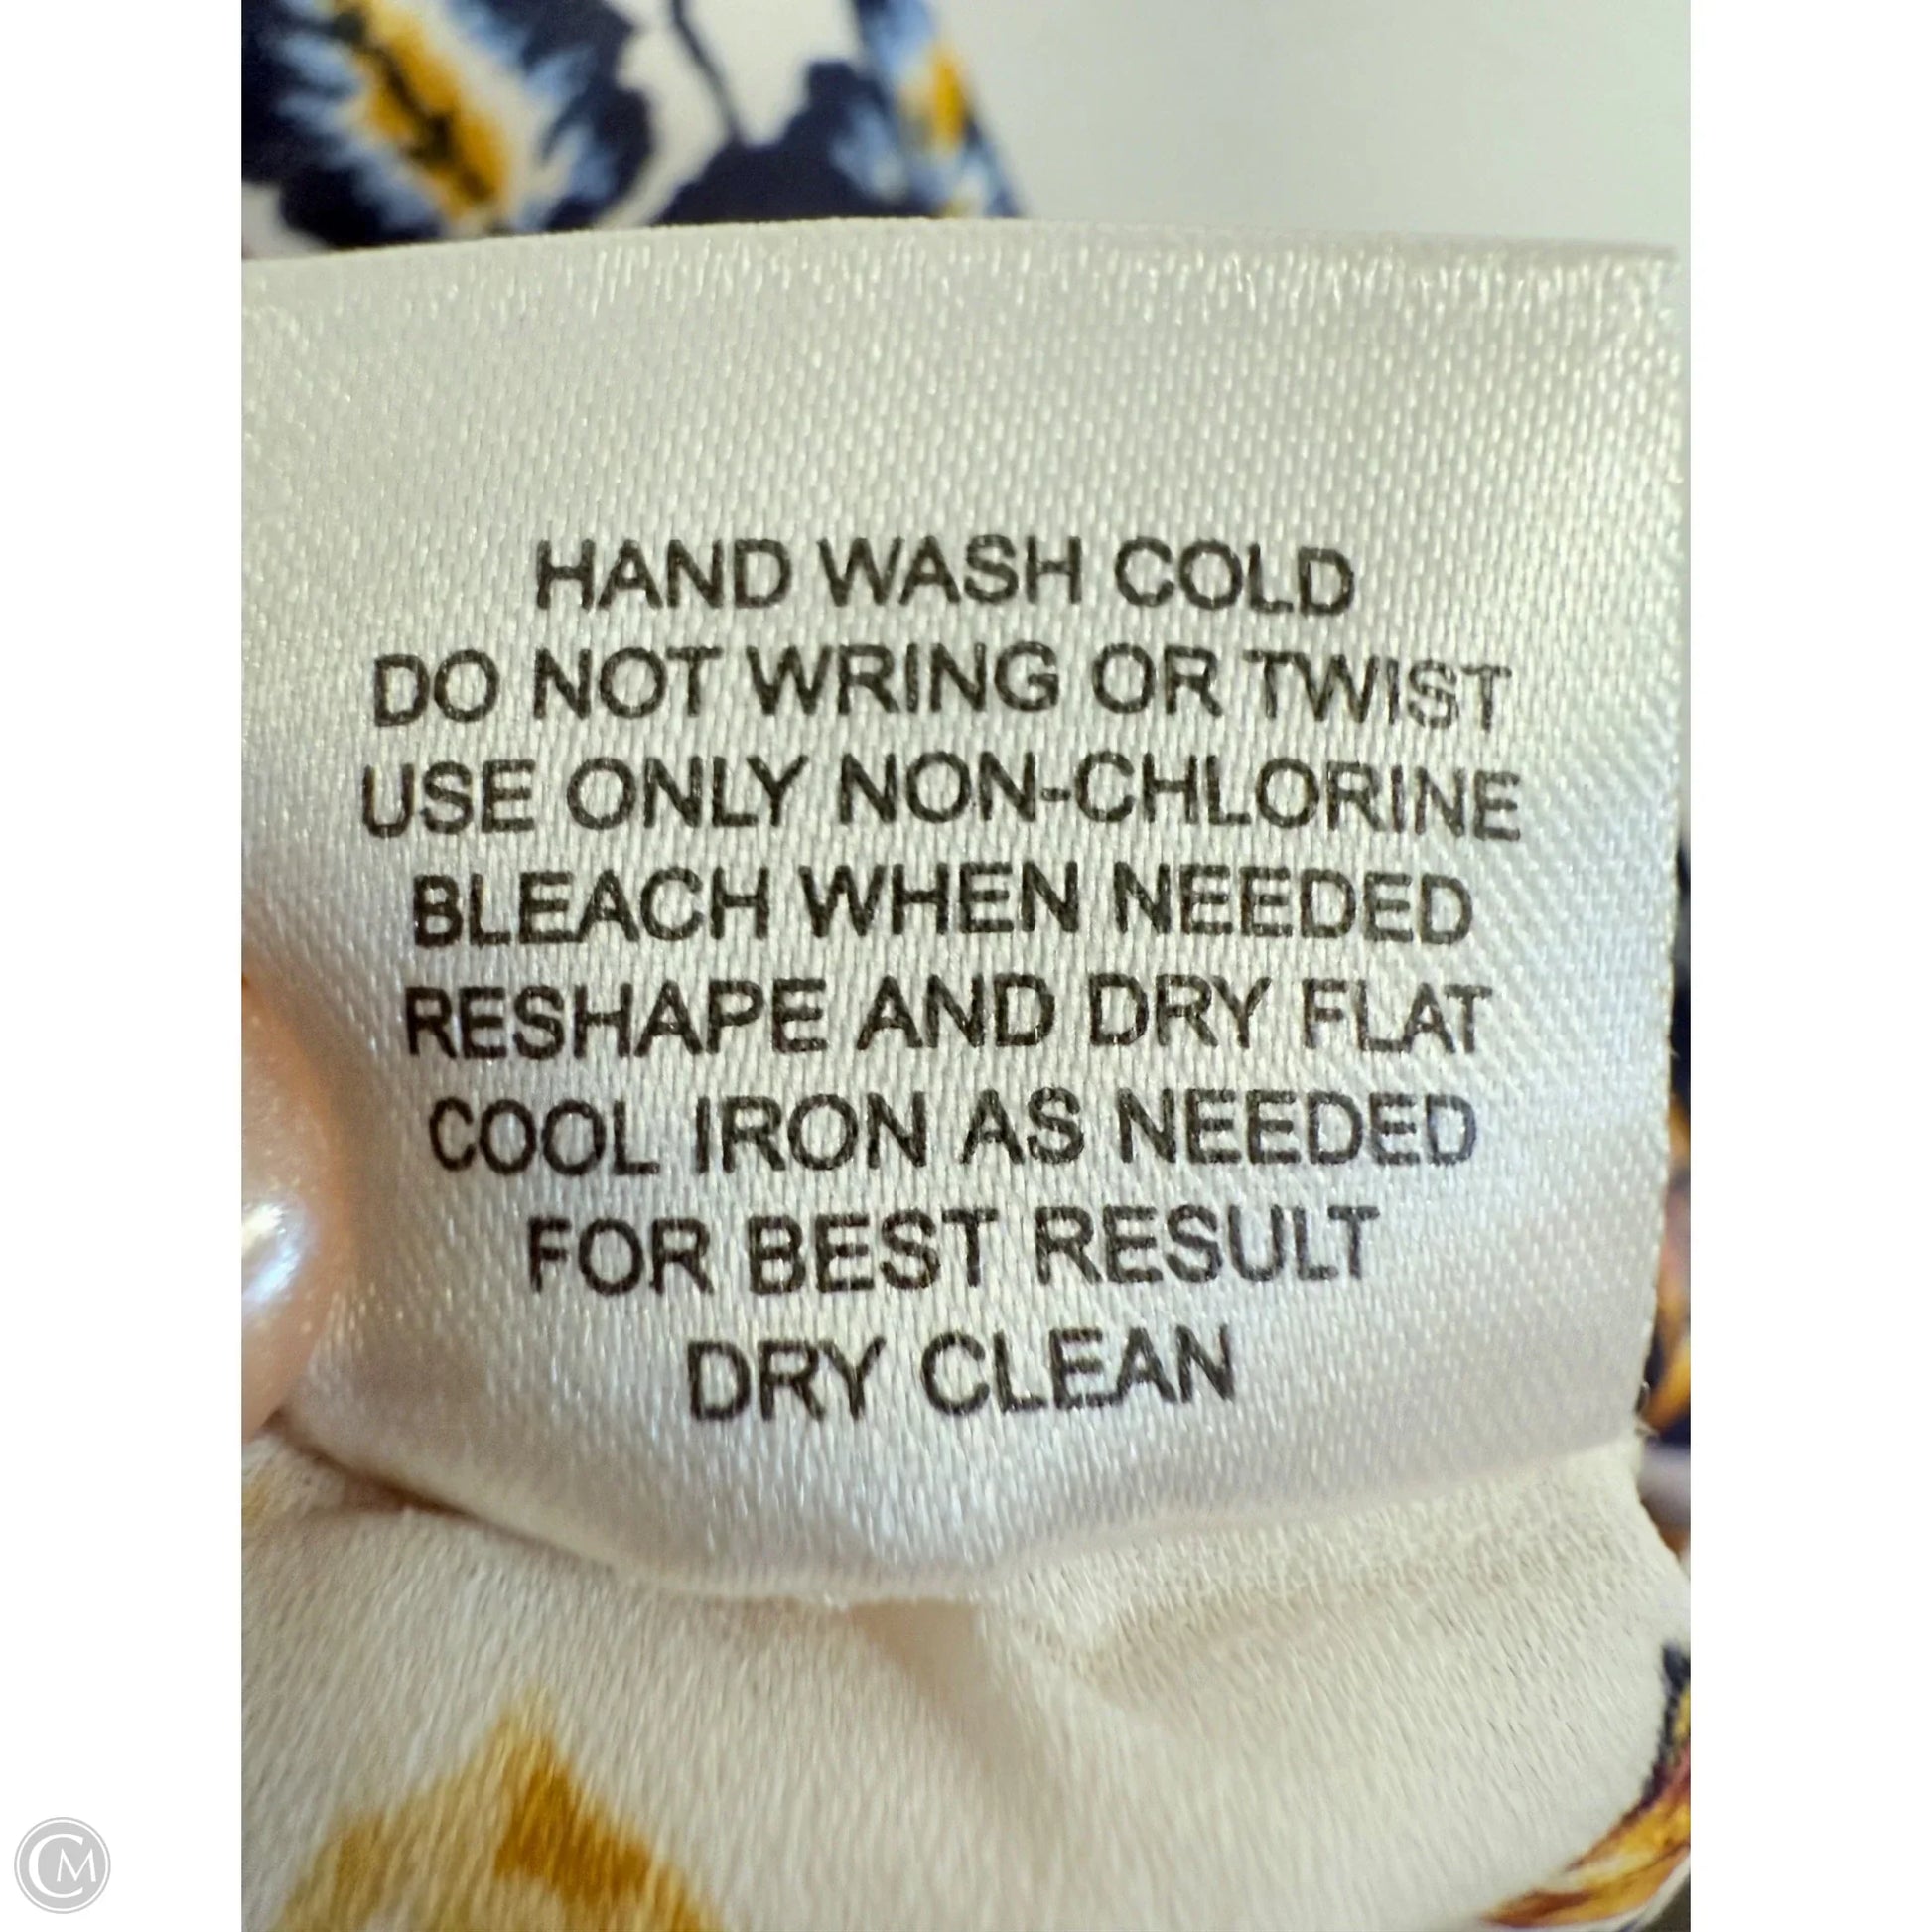 HAND WASH COLD
DO NOT WRING OR TWIST
USE ONLY NON-CHLORINE
BLEACH WHEN NEEDED
RESHAPE AND DRY FLAT
COOL IRON AS NEEDED
FOR BEST RESULT
DRY CLEAN
CM